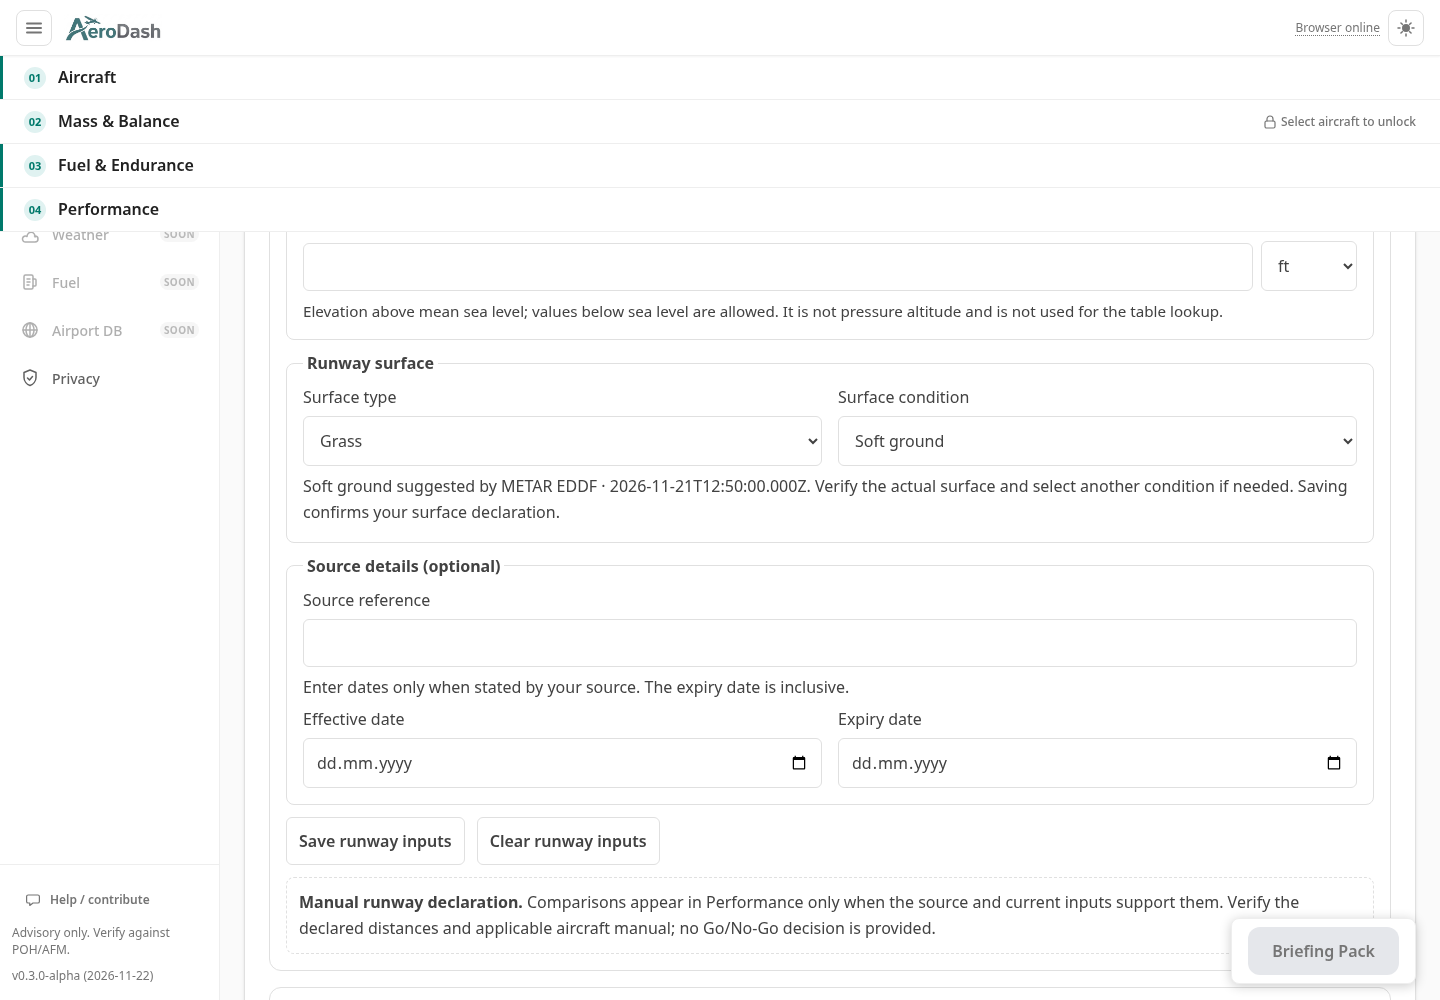 AeroDash
Browser online
01 Aircraft
02 Mass & Balance
Select aircraft to unlock
03 Fuel & Endurance
04 Performance
Weather SOON
Fuel SOON
Airport DB SOON
Privacy
ft
Elevation above mean sea level; values below sea level are allowed. It is not pressure altitude and is not used for the table lookup.
Runway surface
Surface type
Surface condition
Grass
Soft ground
Soft ground suggested by METAR EDDF · 2026-11-21T12:50:00.000Z. Verify the actual surface and select another condition if needed. Saving
confirms your surface declaration.
Source details (optional)
Source reference
Enter dates only when stated by your source. The expiry date is inclusive.
Effective date
Expiry date
dd.mm.yyyy
dd.mm.yyyy
Save runway inputs
Clear runway inputs
Manual runway declaration. Comparisons appear in Performance only when the source and current inputs support them. Verify the
declared distances and applicable aircraft manual; no Go/No-Go decision is provided.
Briefing Pack
Help / contribute
Advisory only. Verify against
POH/AFM.
v0.3.0-alpha (2026-11-22)